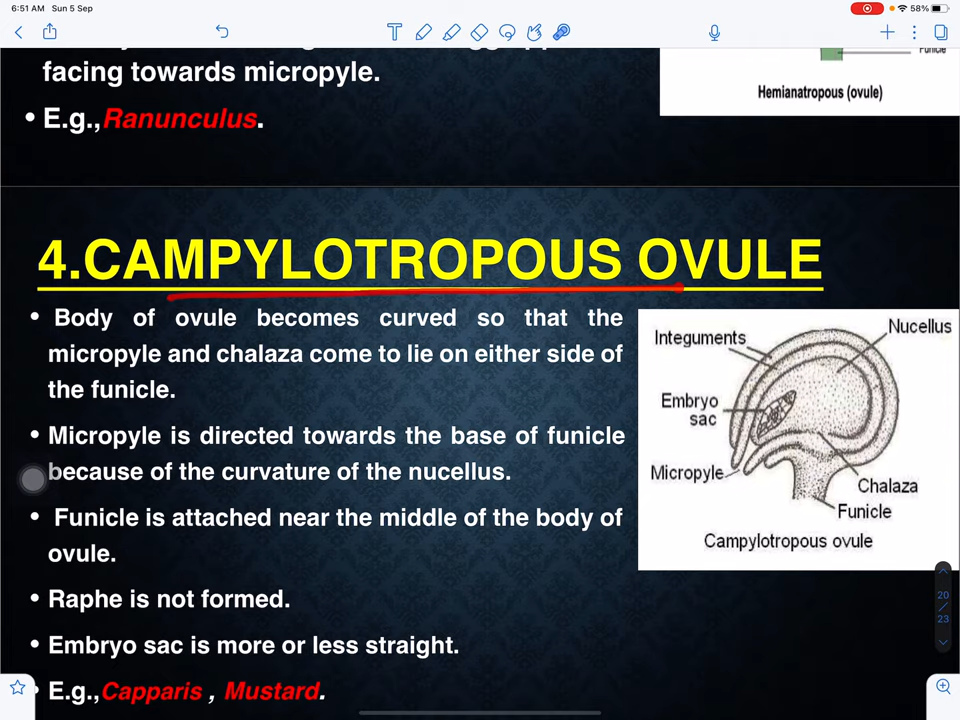 6:51 AM Sun 5 Sep
58%
facing towards micropyle.
• E.g.,Ranunculus.
Funicle
Hemianatropous (ovule)
4.CAMPYLOTROPOUS OVULE
• Body of ovule becomes curved so that the
micropyle and chalaza come to lie on either side of
the funicle.
• Micropyle is directed towards the base of funicle
because of the curvature of the nucellus.
• Funicle is attached near the middle of the body of
ovule.
• Raphe is not formed.
• Embryo sac is more or less straight.
• E.g.,Capparis , Mustard.
Integuments
Nucellus
Embryo
sac
Micropyle
Chalaza
Funicle
Campylotropous ovule
20
/
23